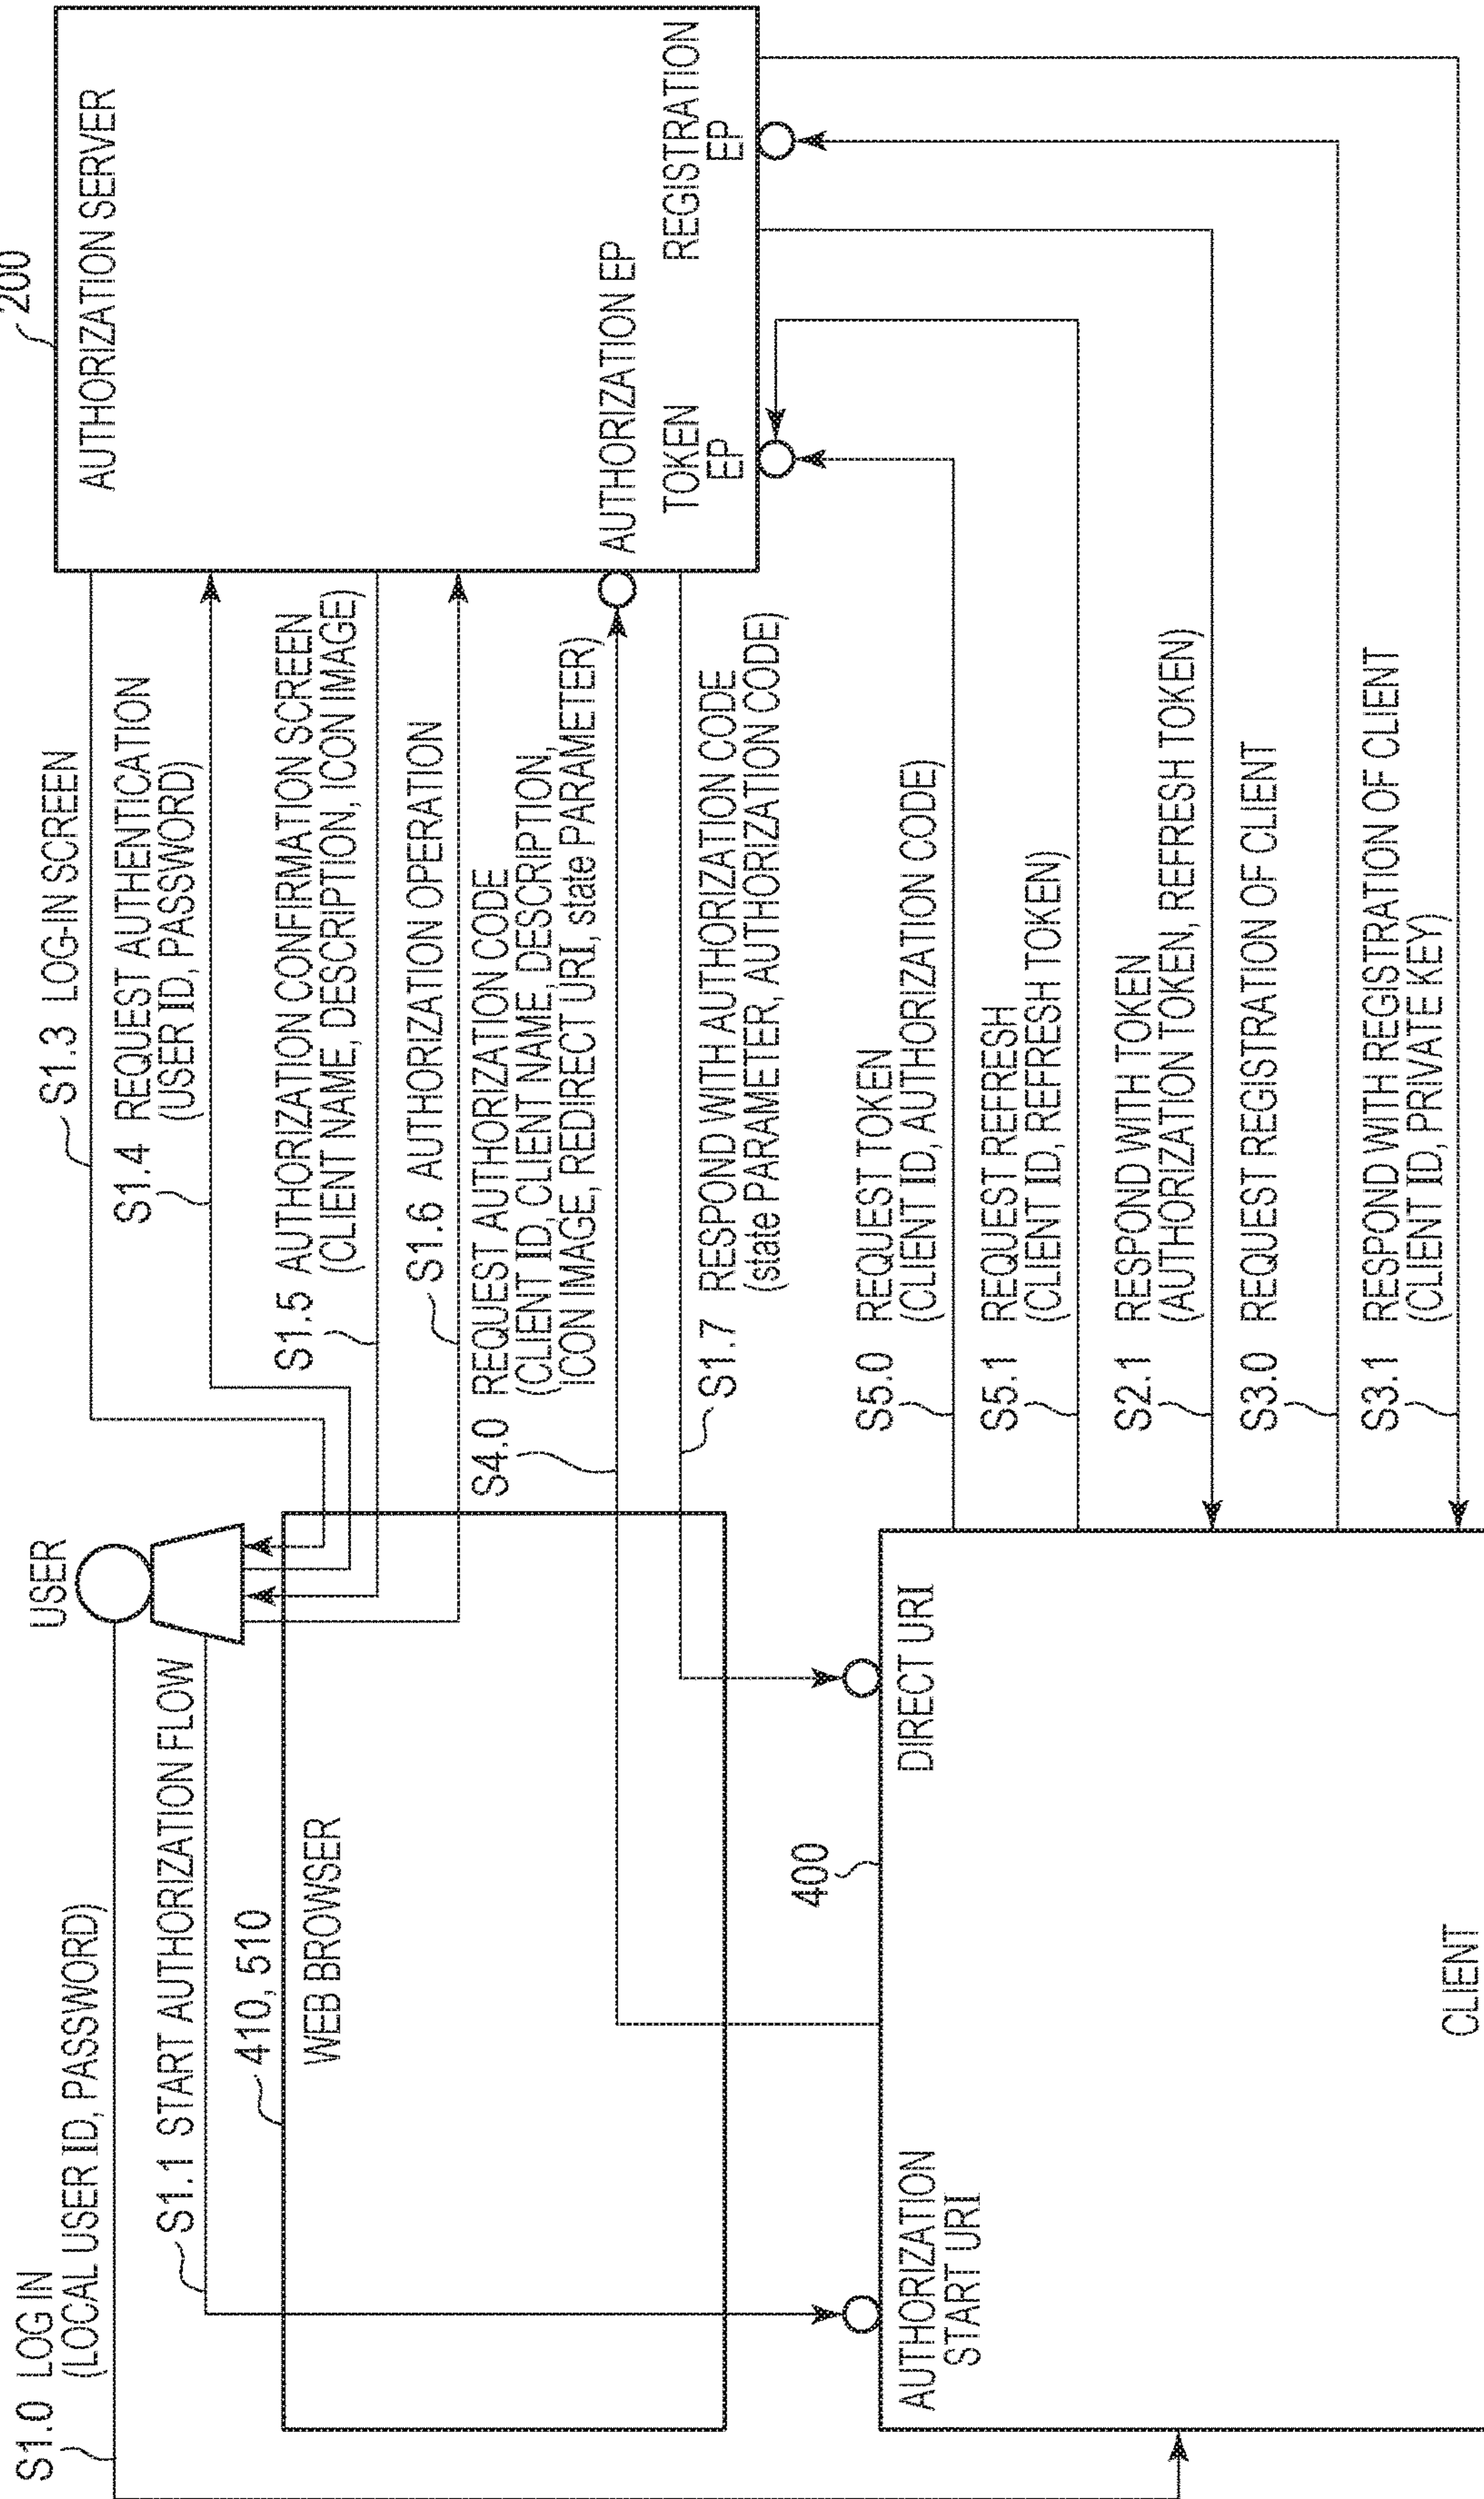 S1.0 LOG IN
(LOCAL USER ID, PASSWORD)
USER
S1.1 START AUTHORIZATION FLOW
410, 510
WEB BROWSER
S1.3 LOG-IN SCREEN
S1.4 REQUEST AUTHENTICATION
(USER ID, PASSWORD)
S1.5 AUTHORIZATION CONFIRMATION SCREEN
(CLIENT NAME, DESCRIPTION, ICON IMAGE)
S1.6 AUTHORIZATION OPERATION
S4.0 REQUEST AUTHORIZATION CODE
(CLIENT ID, CLIENT NAME, DESCRIPTION,
ICON IMAGE, REDIRECT URI, state PARAMETER)
S1.7 RESPOND WITH AUTHORIZATION CODE
(state PARAMETER, AUTHORIZATION CODE)
200
AUTHORIZATION SERVER
AUTHORIZATION EP
TOKEN
EP
REGISTRATION
EP
400
AUTHORIZATION
START URI
DIRECT URI
CLIENT
S5.0 REQUEST TOKEN
(CLIENT ID, AUTHORIZATION CODE)
S5.1 REQUEST REFRESH
(CLIENT ID, REFRESH TOKEN)
S2.1 RESPOND WITH TOKEN
(AUTHORIZATION TOKEN, REFRESH TOKEN)
S3.0 REQUEST REGISTRATION OF CLIENT
S3.1 RESPOND WITH REGISTRATION OF CLIENT
(CLIENT ID, PRIVATE KEY)